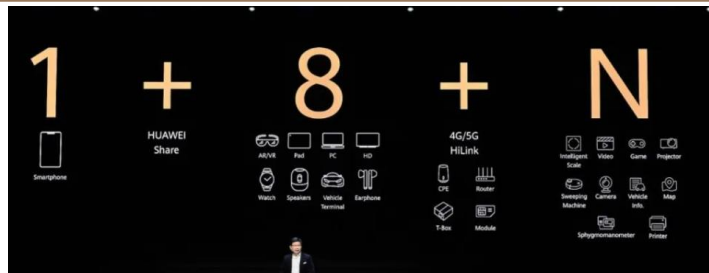 1 + 8 + N
HUAWEI
Share
4G/5G
HiLink
Smartphone
AR/VR Pad PC HD
Watch Speakers Vehicle
Terminal Earphone
CPE Router
T-Box Module
Intelligent
Scale Video Game Projector
Sweeping
Machine Camera Vehicle
Info. Map
Sphygmomanometer Printer